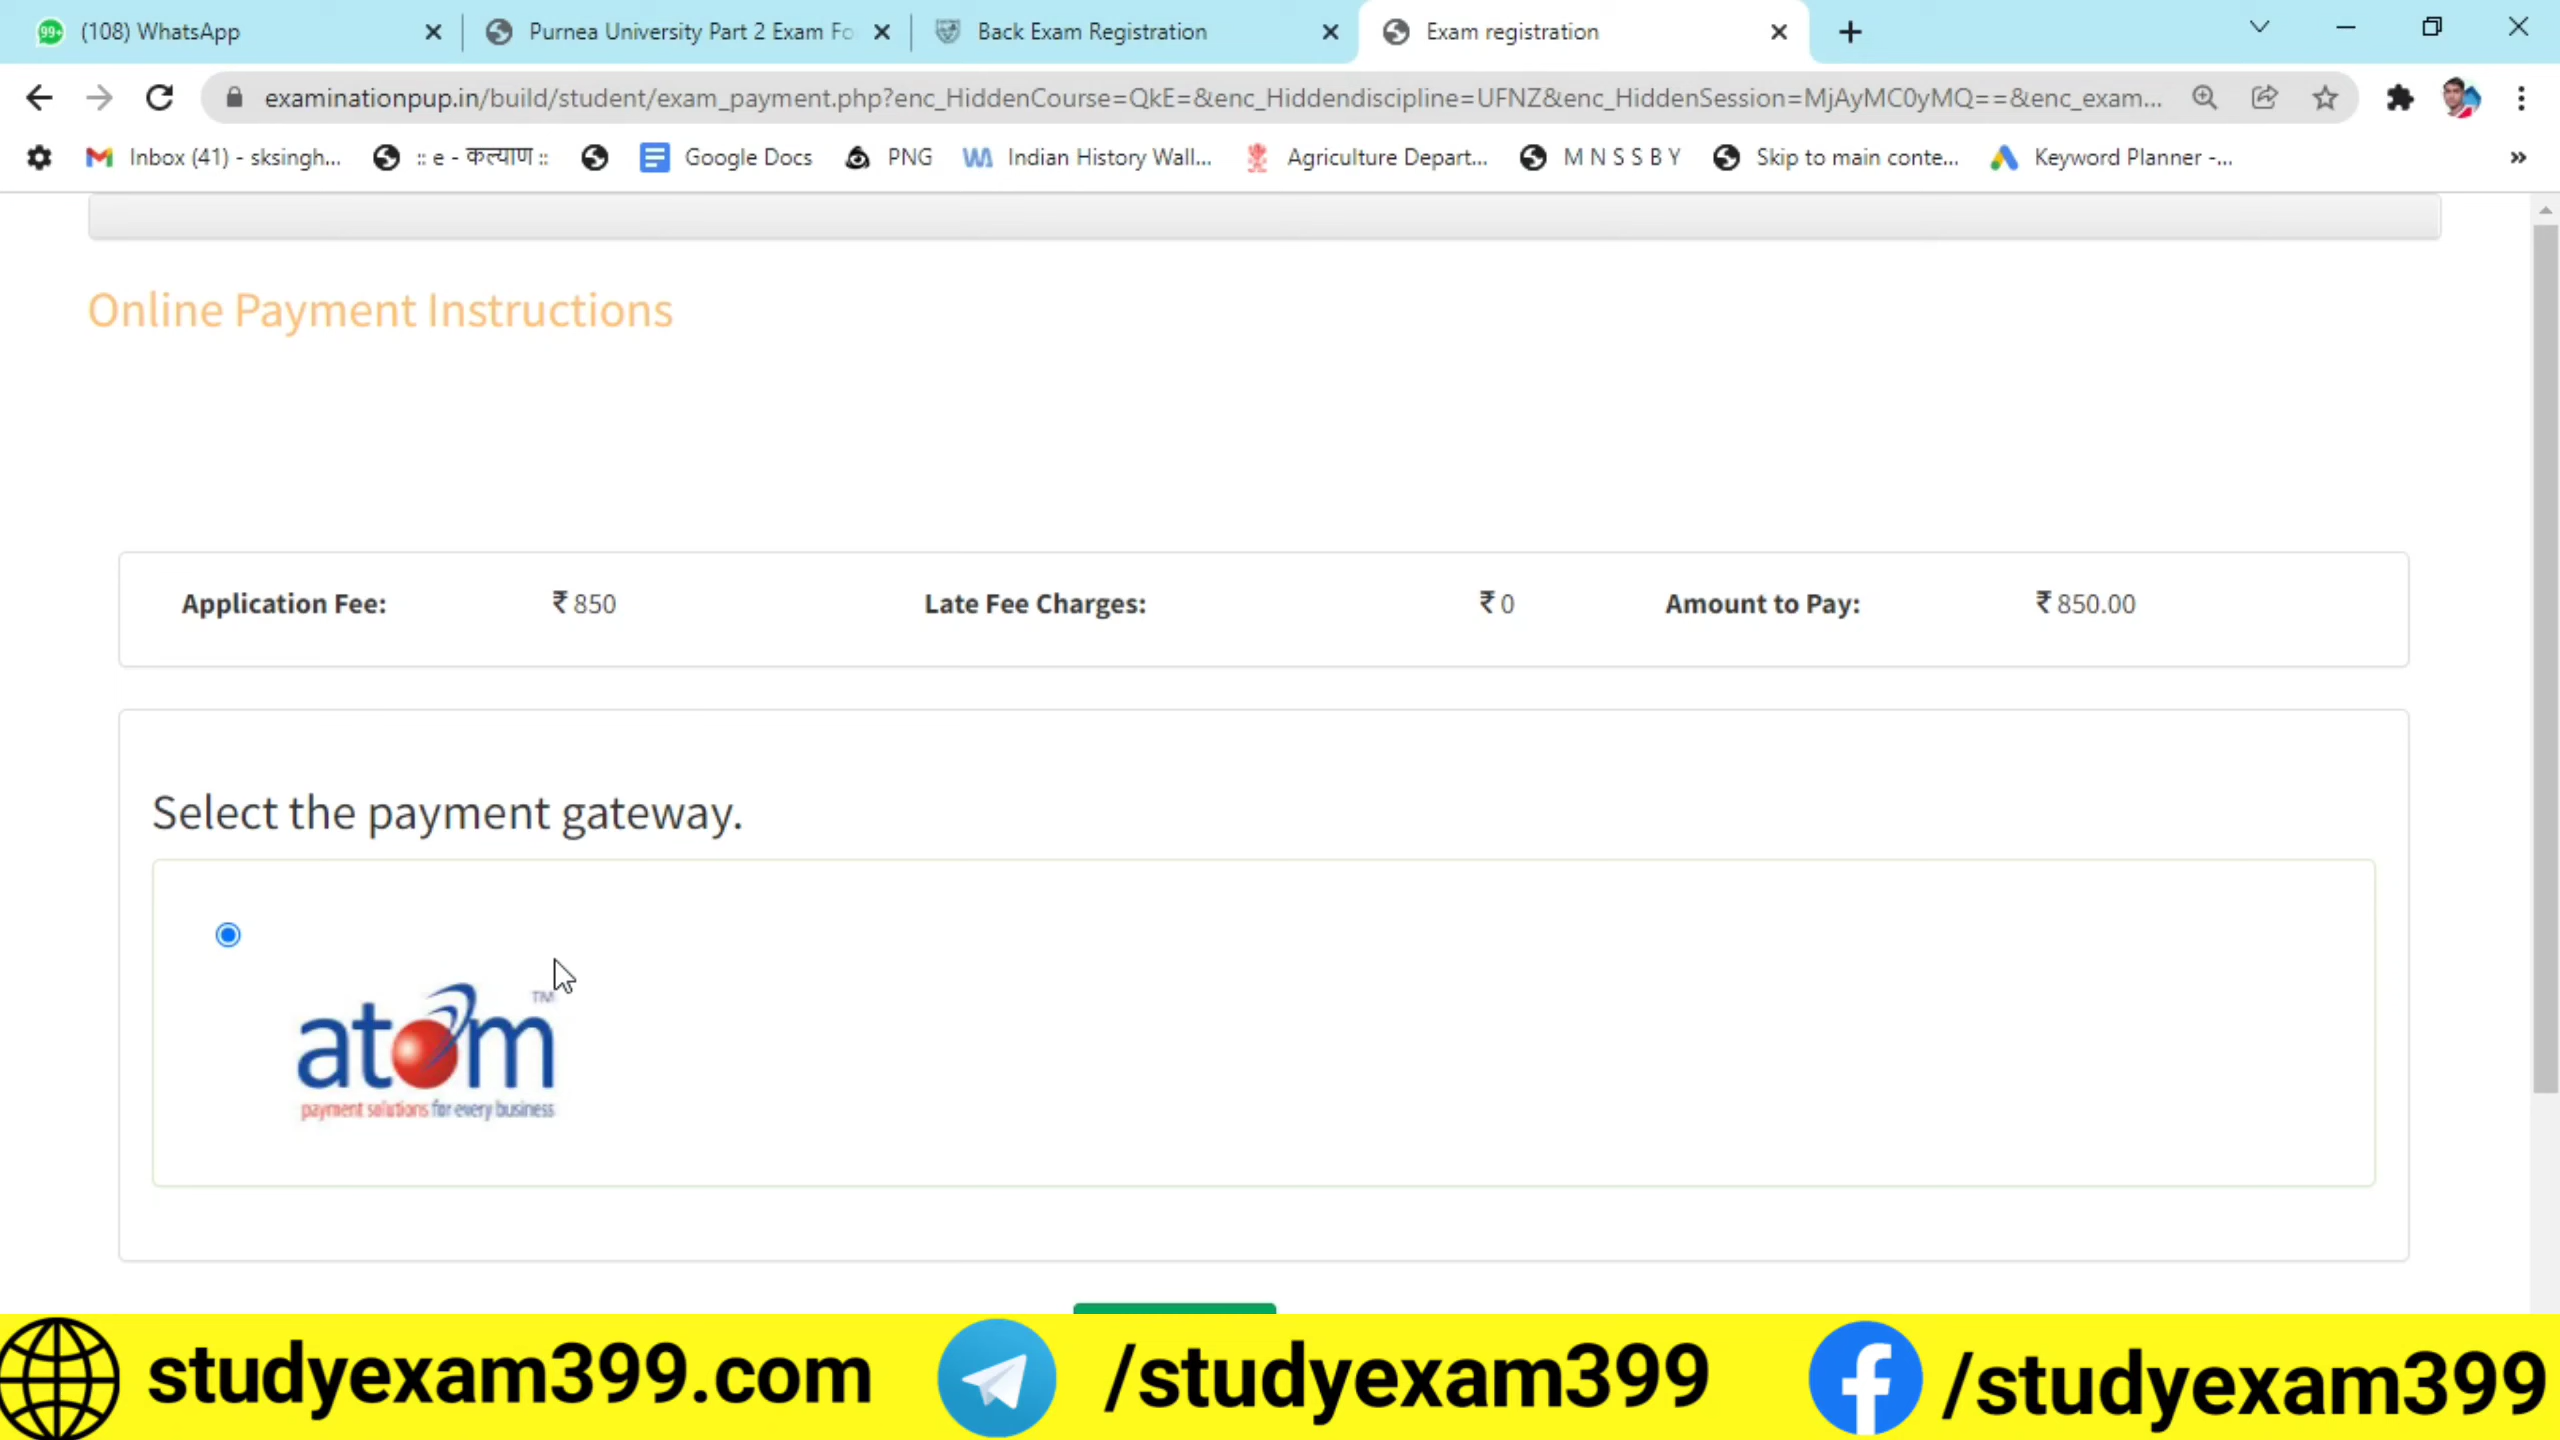 99+ (108) WhatsApp
Purnea University Part 2 Exam Fo
Back Exam Registration
Exam registration
examinationpup.in/build/student/exam_payment.php?enc_HiddenCourse=QkE=&enc_Hiddendiscipline=UFNZ&enc_HiddenSession=MjAyMC0yMQ==&enc_exam...
Inbox (41) - sksingh...
:: e - कल्याण ::
Google Docs
PNG
Indian History Wall...
Agriculture Depart...
M N S S B Y
Skip to main conte...
Keyword Planner -...
»
Online Payment Instructions
Application Fee: ₹ 850 Late Fee Charges: ₹ 0 Amount to Pay: ₹ 850.00
Select the payment gateway.
atom TM
payment solutions for every business
studyexam399.com /studyexam399 /studyexam399